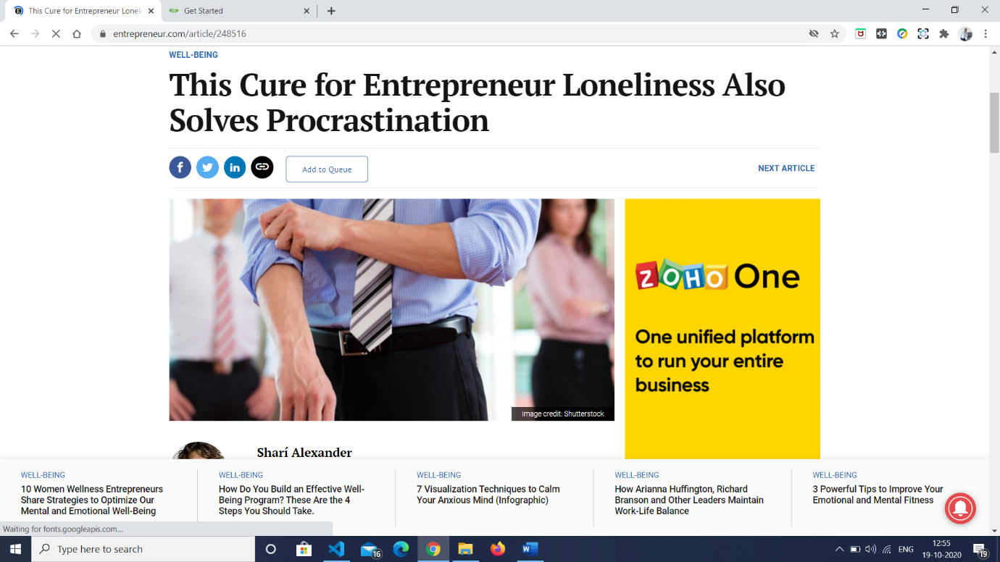 This Cure for Entrepreneur Loneli
Get Started
entrepreneur.com/article/248516
WELL-BEING
This Cure for Entrepreneur Loneliness Also
Solves Procrastination
Add to Queue
NEXT ARTICLE
ZOHO One
One unified platform
to run your entire
business
Image credit: Shutterstock
Sharí Alexander
WELL-BEING
10 Women Wellness Entrepreneurs
Share Strategies to Optimize Our
Mental and Emotional Well-Being
WELL-BEING
How Do You Build an Effective Well-
Being Program? These Are the 4
Steps You Should Take.
WELL-BEING
7 Visualization Techniques to Calm
Your Anxious Mind (Infographic)
WELL-BEING
How Arianna Huffington, Richard
Branson and Other Leaders Maintain
Work-Life Balance
WELL-BEING
3 Powerful Tips to Improve Your
Emotional and Mental Fitness
Waiting for fonts.googleapis.com...
Type here to search
16
ENG
12:55
19-10-2020
19